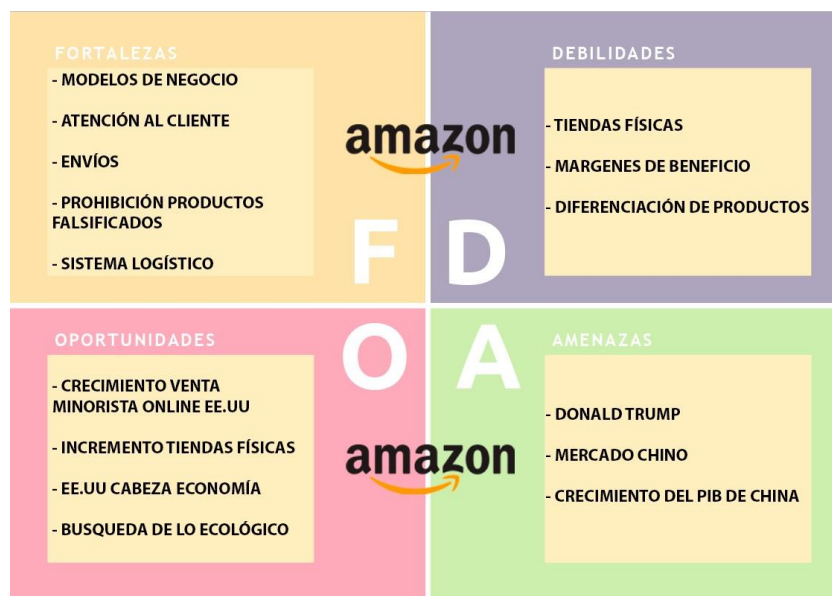 FORTALEZAS
- MODELOS DE NEGOCIO
- ATENCIÓN AL CLIENTE
- ENVÍOS
- PROHIBICIÓN PRODUCTOS
FALSIFICADOS
- SISTEMA LOGÍSTICO
F
amazon
DEBILIDADES
- TIENDAS FÍSICAS
- MARGENES DE BENEFICIO
- DIFERENCIACIÓN DE PRODUCTOS
D
OPORTUNIDADES
- CRECIMIENTO VENTA
MINORISTA ONLINE EE.UU
- INCREMENTO TIENDAS FÍSICAS
- EE.UU CABEZA ECONOMÍA
- BUSQUEDA DE LO ECOLÓGICO
O
amazon
AMENAZAS
- DONALD TRUMP
- MERCADO CHINO
- CRECIMIENTO DEL PIB DE CHINA
A